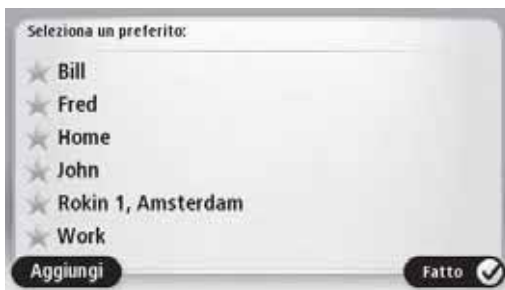 Seleziona un preferito:
Bill
Fred
Home
John
Rokin 1, Amsterdam
Work
Aggiungi
Fatto